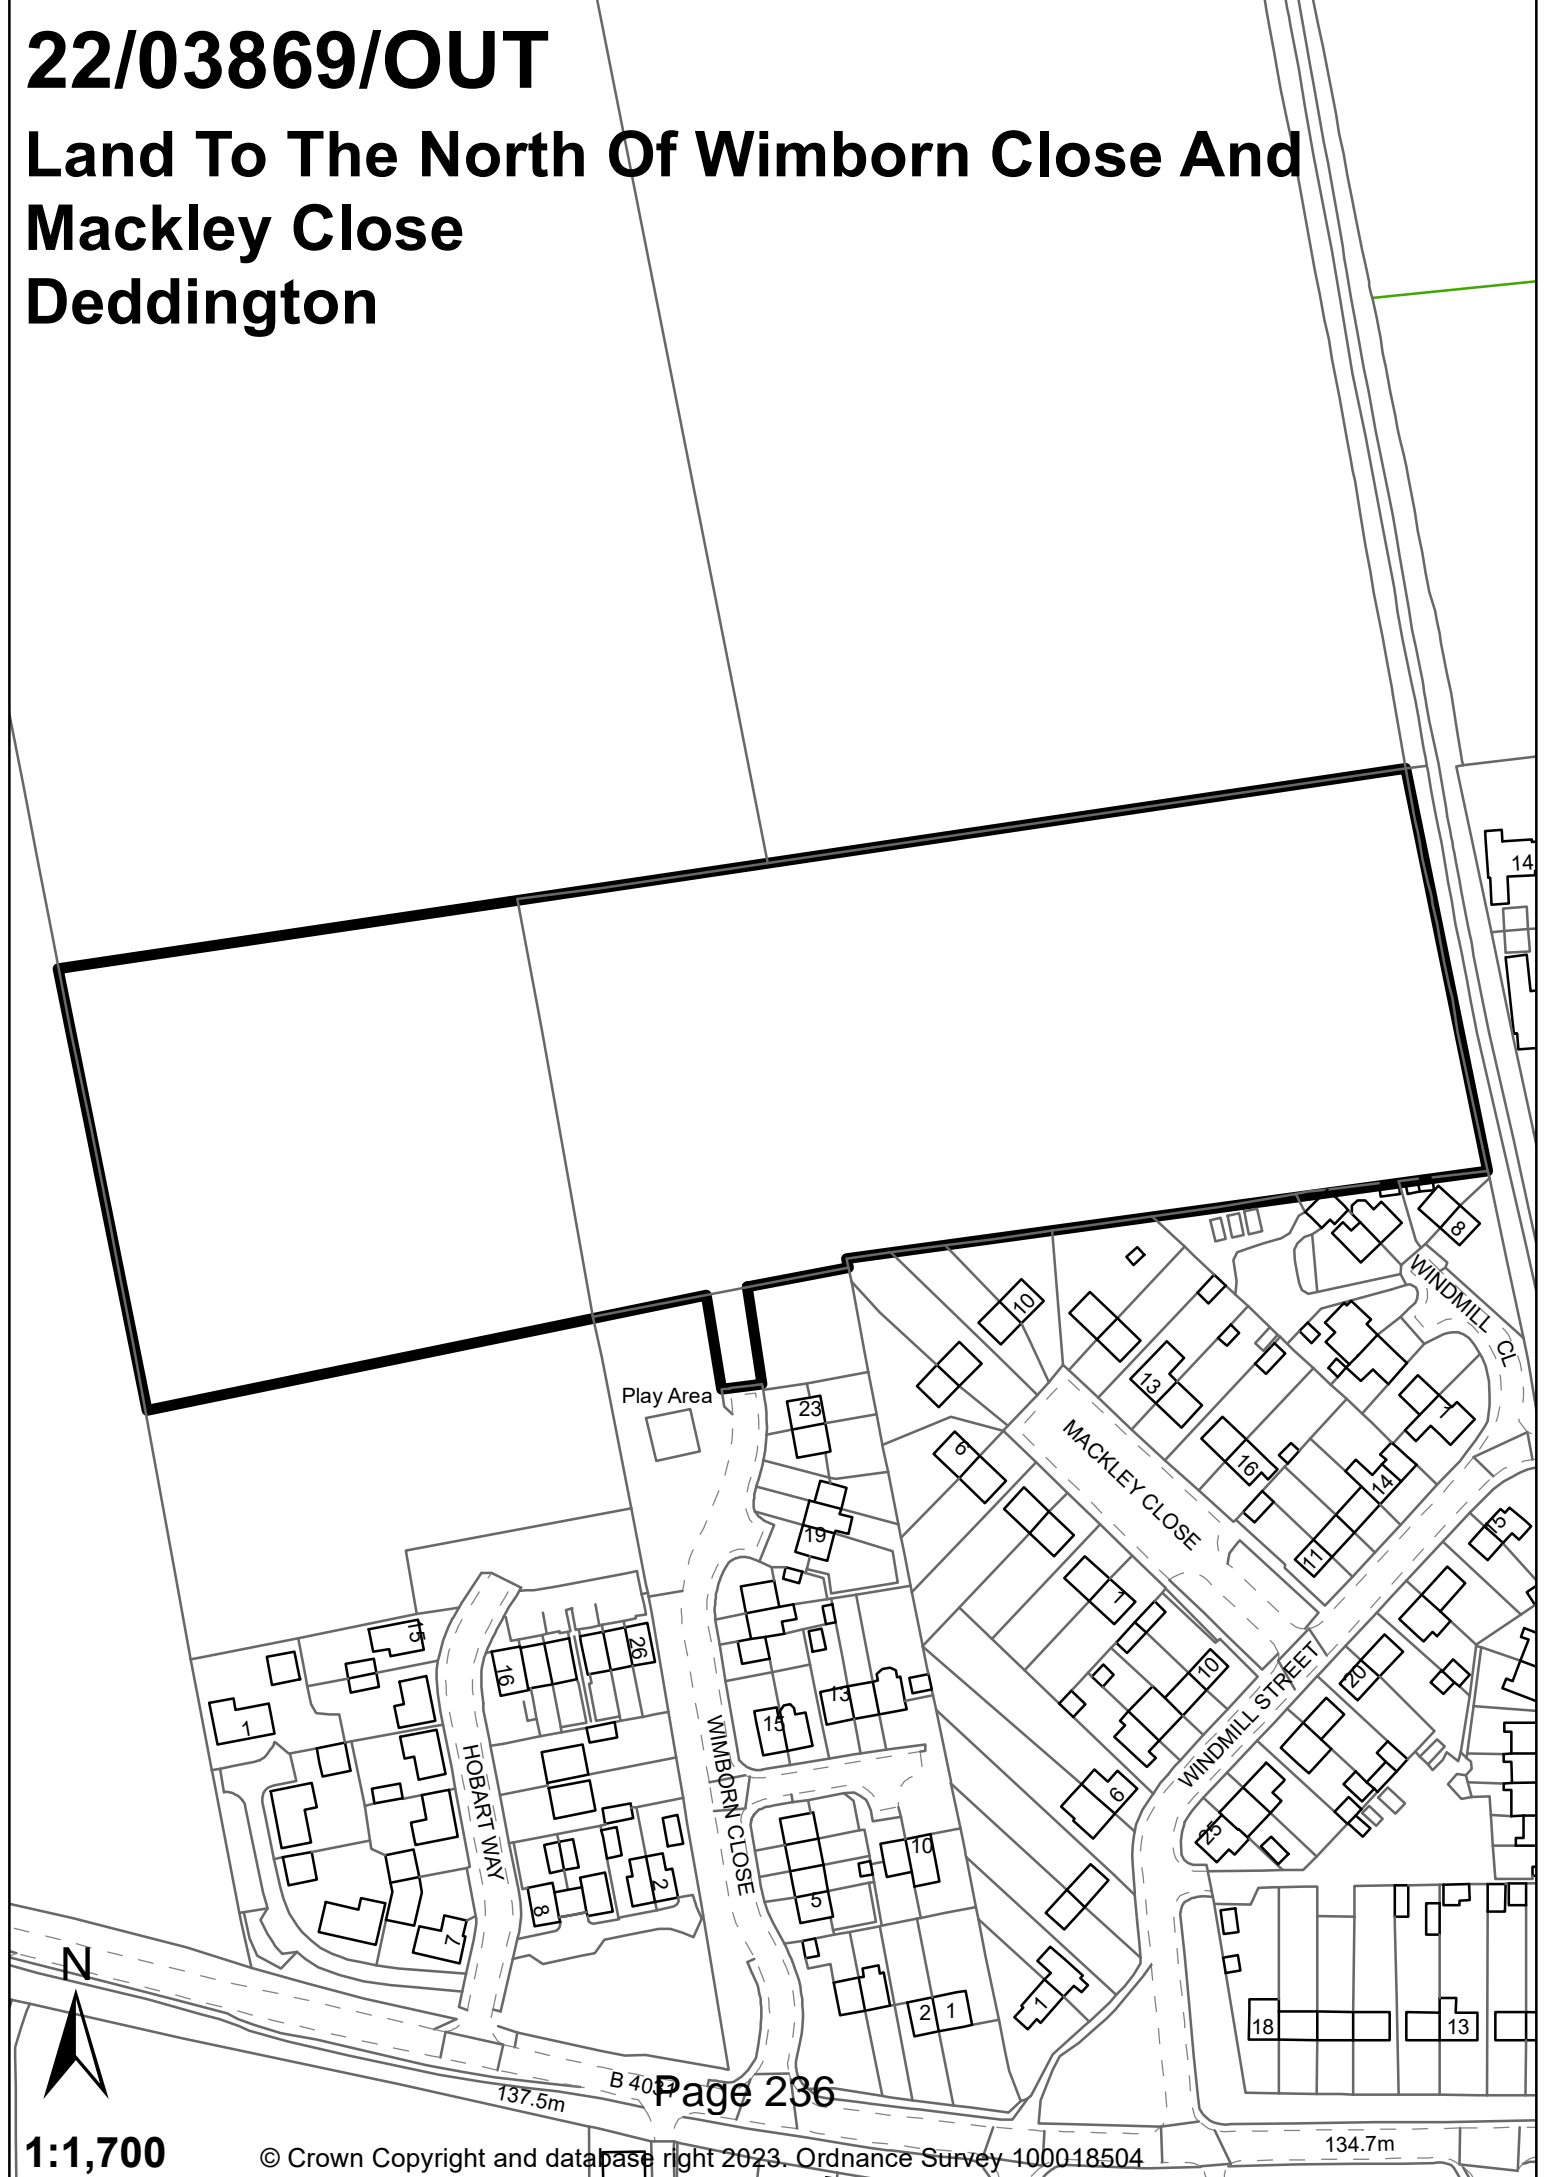 22/03869/OUT
Land To The North Of Wimborn Close And
Mackley Close
Deddington
14
8
WINDMILL CL
10
13
1
Play Area
23
6
MACKLEY CLOSE
16
14
15
19
11
1
15
26
16
10
20
WINDMILL STREET
13
15
1
WIMBORN CLOSE
HOBART WAY
6
25
10
2
5
8
7
N
2 1
1
18
13
B 4031
Page 236
137.5m
134.7m
1:1,700
© Crown Copyright and database right 2023. Ordnance Survey 100018504